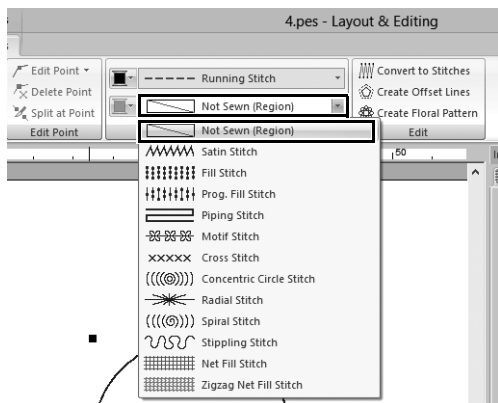 4.pes - Layout & Editing
s
Edit Point
Delete Point
Split at Point
Edit Point
Running Stitch
Not Sewn (Region)
Convert to Stitches
Create Offset Lines
Create Floral Pattern
Edit
Not Sewn (Region)
Satin Stitch
Fill Stitch
Prog. Fill Stitch
Piping Stitch
Motif Stitch
Cross Stitch
Concentric Circle Stitch
Radial Stitch
Spiral Stitch
Stippling Stitch
Net Fill Stitch
Zigzag Net Fill Stitch
50